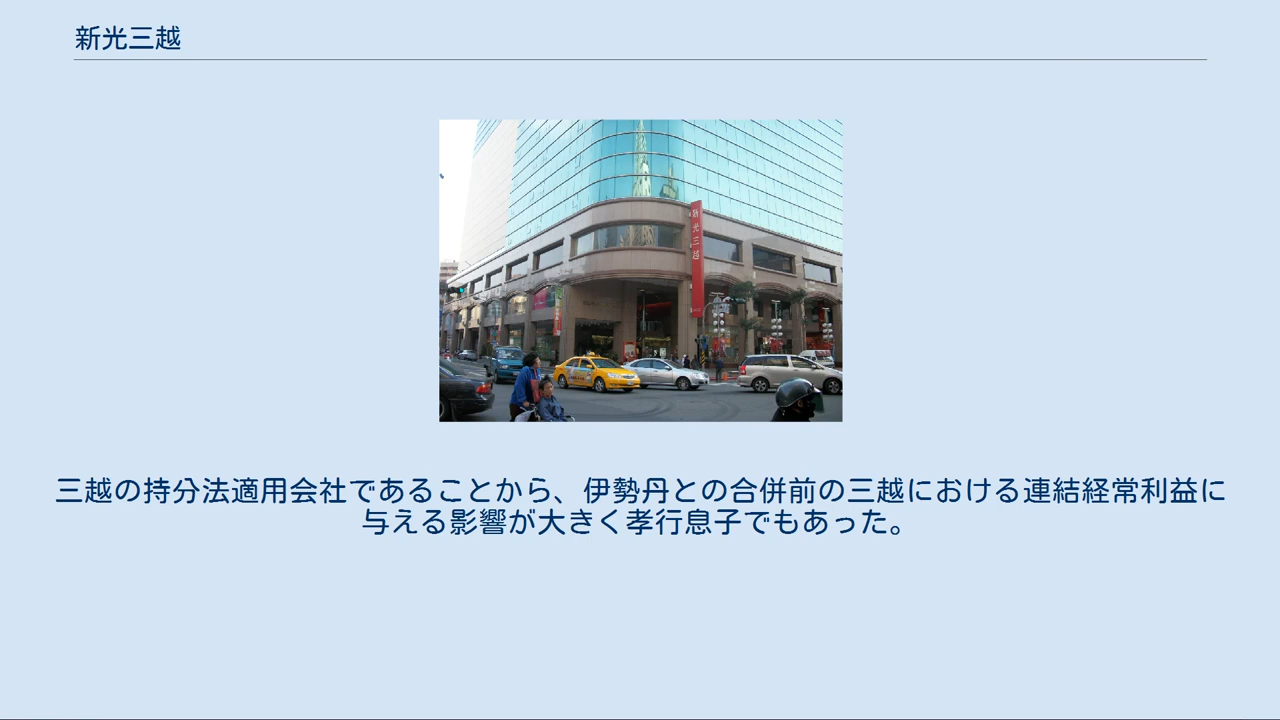 新光三越
新光三越
三越の持分法適用会社であることから、伊勢丹との合併前の三越における連結経常利益に
与える影響が大きく孝行息子でもあった。